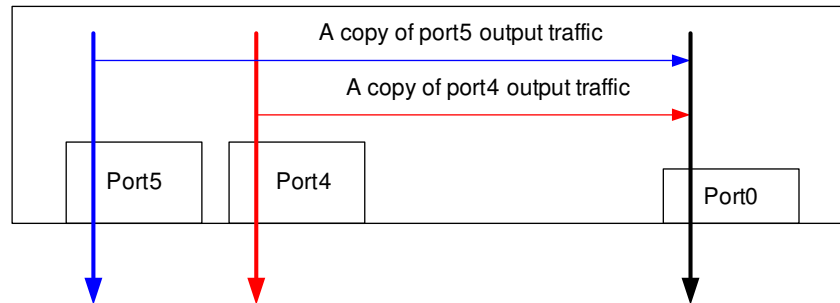 A copy of port5 output traffic
A copy of port4 output traffic
Port5
Port4
Port0